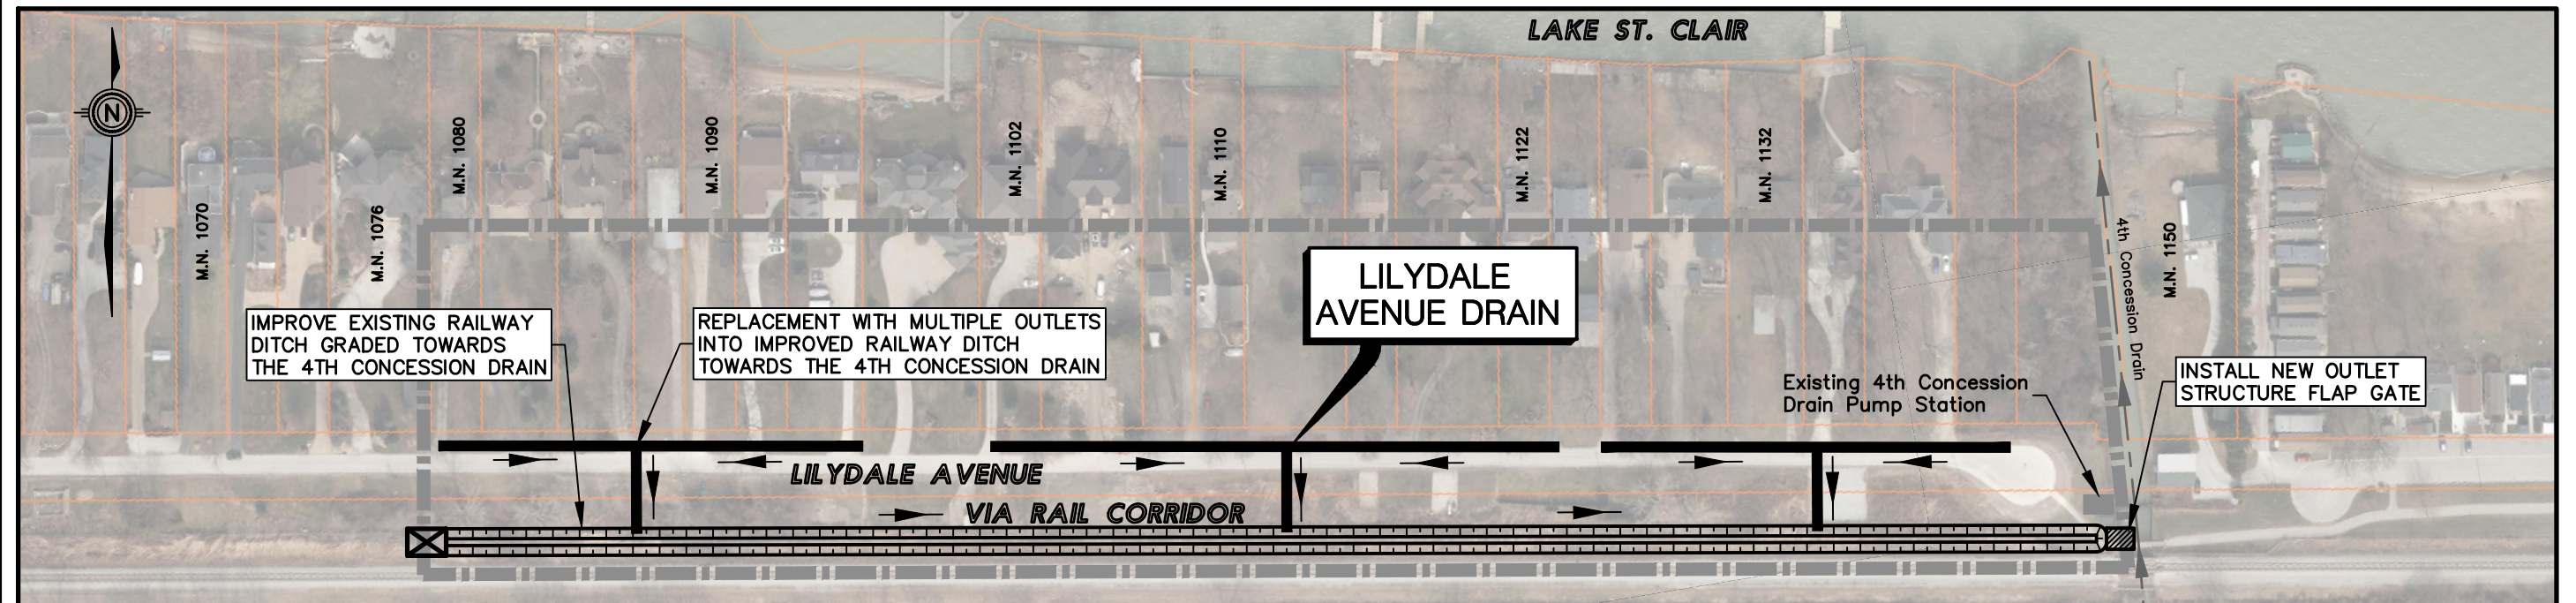 LAKE ST. CLAIR
N
M.N. 1070
M.N. 1076
M.N. 1080
M.N. 1090
M.N. 1102
M.N. 1110
M.N. 1122
M.N. 1132
M.N. 1150
4th Concession Drain
LILYDALE
AVENUE DRAIN
IMPROVE EXISTING RAILWAY
DITCH GRADED TOWARDS
THE 4TH CONCESSION DRAIN
REPLACEMENT WITH MULTIPLE OUTLETS
INTO IMPROVED RAILWAY DITCH
TOWARDS THE 4TH CONCESSION DRAIN
Existing 4th Concession
Drain Pump Station
INSTALL NEW OUTLET
STRUCTURE FLAP GATE
LILYDALE AVENUE
VIA RAIL CORRIDOR